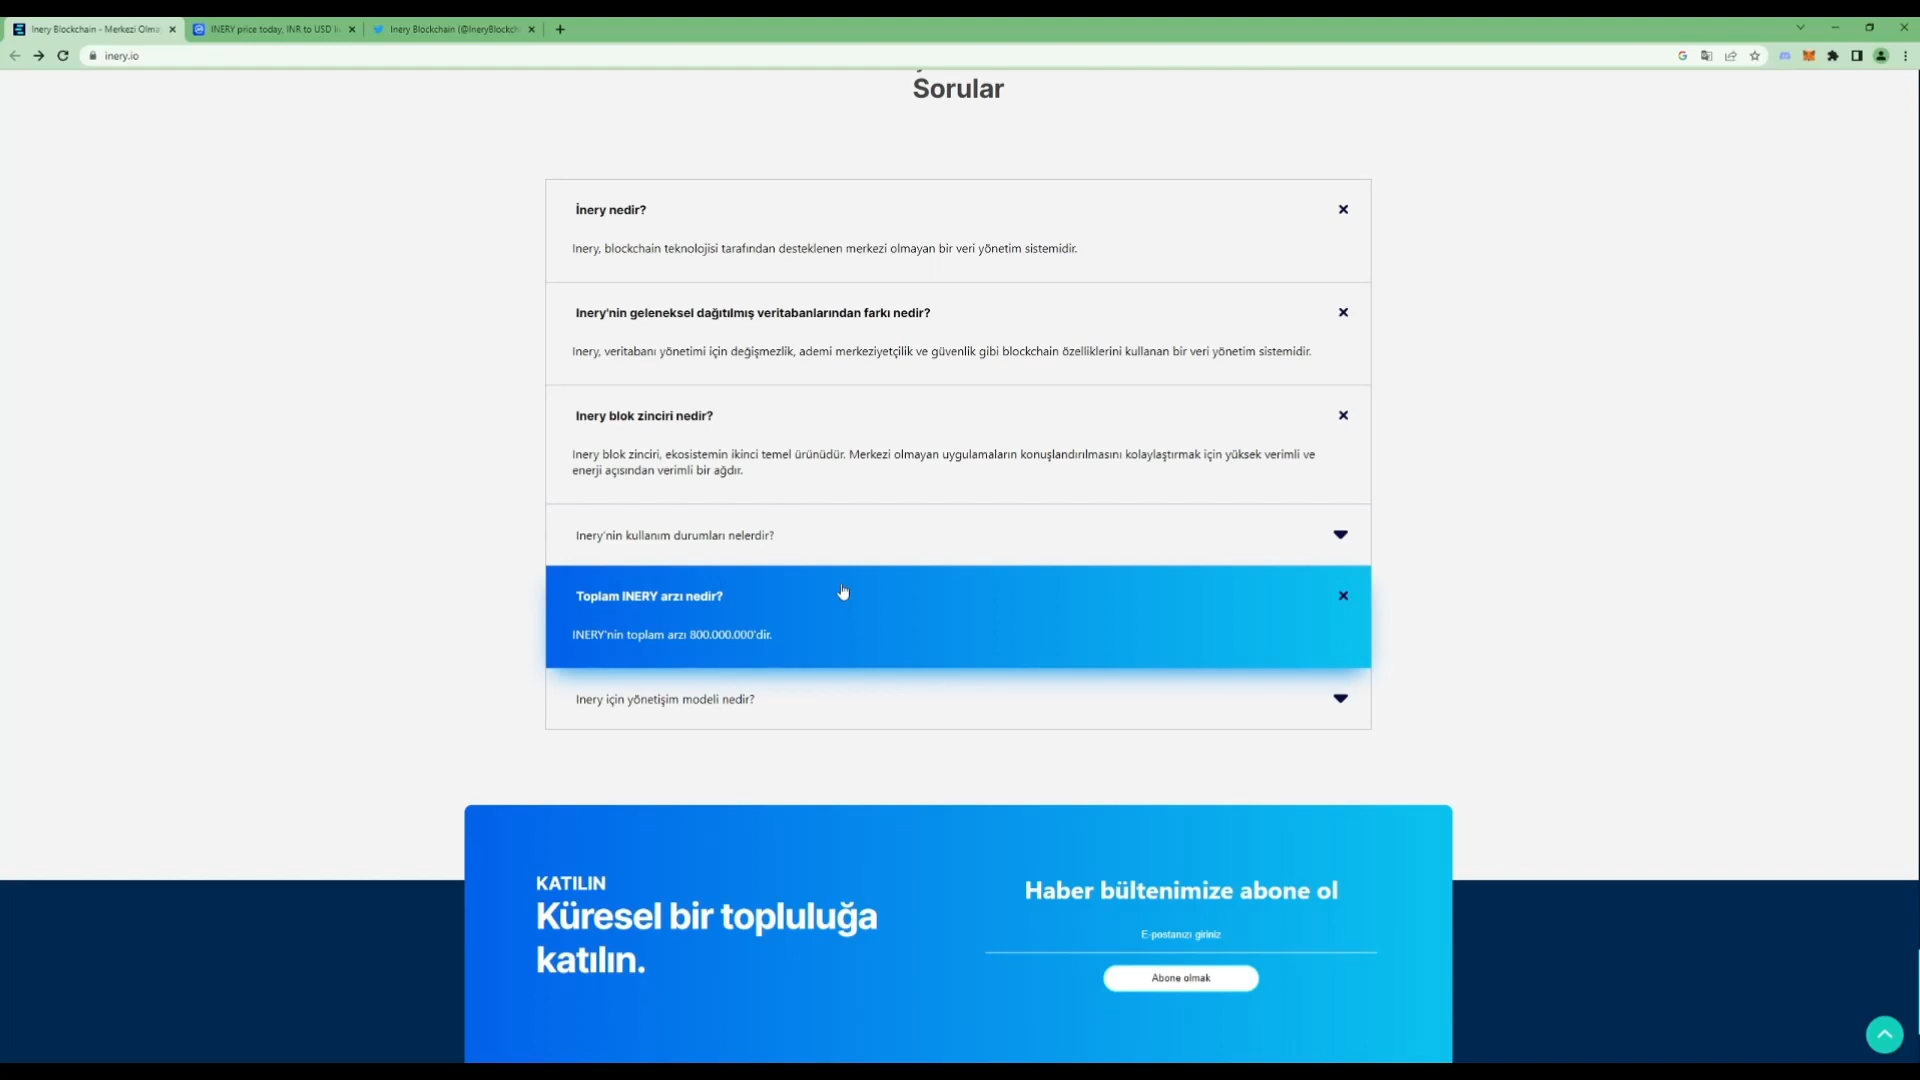 Inery Blockchain - Merkezi Olma
INERY price today, INR to USD li
Inery Blockchain (@IneryBlockch
inery.io
Sorular
İnery nedir?
Inery, blockchain teknolojisi tarafından desteklenen merkezi olmayan bir veri yönetim sistemidir.
Inery'nin geleneksel dağıtılmış veritabanlarından farkı nedir?
Inery, veritabanı yönetimi için değişmezlik, ademi merkeziyetçilik ve güvenlik gibi blockchain özelliklerini kullanan bir veri yönetim sistemidir.
Inery blok zinciri nedir?
Inery blok zinciri, ekosistemin ikinci temel ürünüdür. Merkezi olmayan uygulamaların konuşlandırılmasını kolaylaştırmak için yüksek verimli ve
enerji açısından verimli bir ağdır.
Inery'nin kullanım durumları nelerdir?
Toplam INERY arzı nedir?
INERY'nin toplam arzı 800.000.000'dir.
Inery için yönetişim modeli nedir?
KATILIN
Küresel bir topluluğa
katılın.
Haber bültenimize abone ol
E-postanızı giriniz
Abone olmak